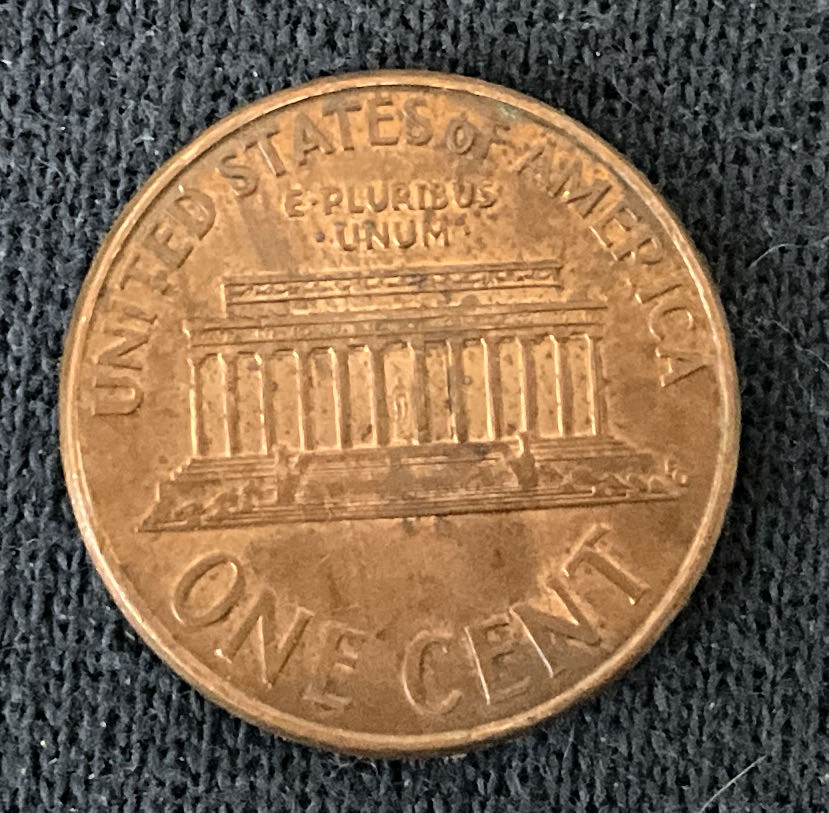 UNITED STATES oF AMERICA
E·PLURIBUS
·UNUM·
ONE CENT